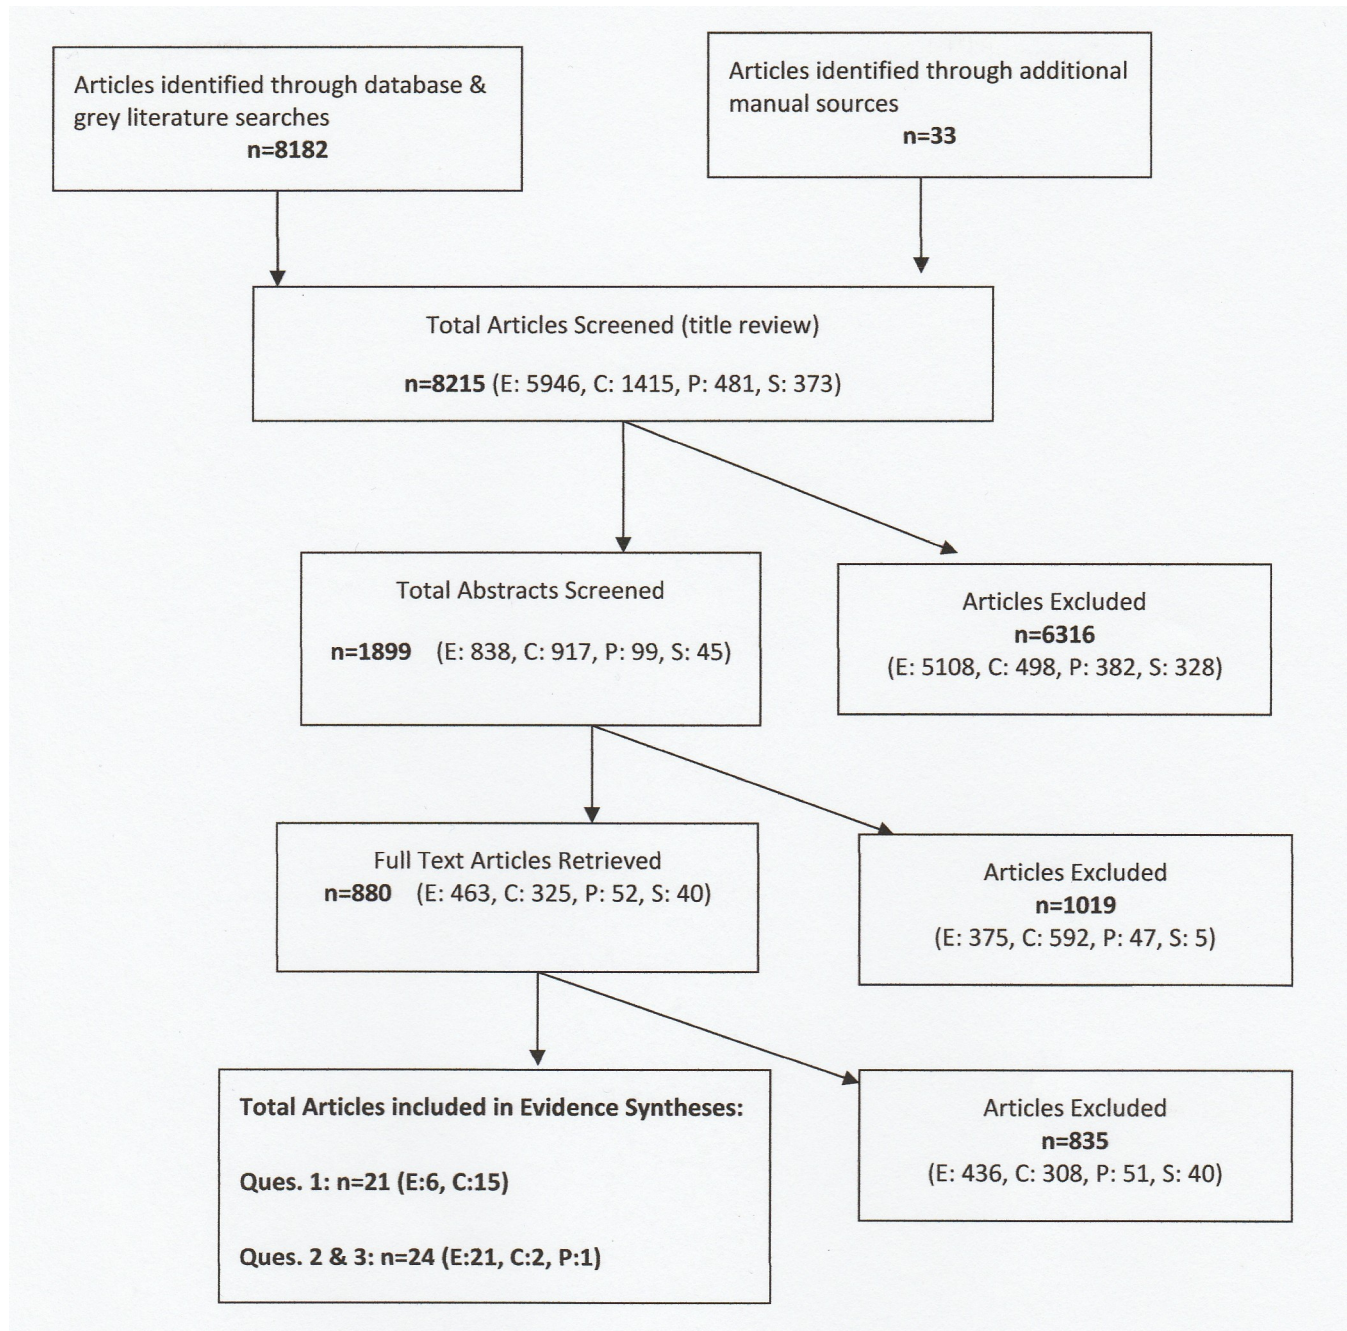 Articles identified through database &
grey literature searches
n=8182
Articles identified through additional
manual sources
n=33
Total Articles Screened (title review)
n=8215 (E: 5946, C: 1415, P: 481, S: 373)
Total Abstracts Screened
n=1899 (E: 838, C: 917, P: 99, S: 45)
Articles Excluded
n=6316
(E: 5108, C: 498, P: 382, S: 328)
Full Text Articles Retrieved
n=880 (E: 463, C: 325, P: 52, S: 40)
Articles Excluded
n=1019
(E: 375, C: 592, P: 47, S: 5)
Total Articles included in Evidence Syntheses:
Ques. 1: n=21 (E:6, C:15)
Ques. 2 & 3: n=24 (E:21, C:2, P:1)
Articles Excluded
n=835
(E: 436, C: 308, P: 51, S: 40)